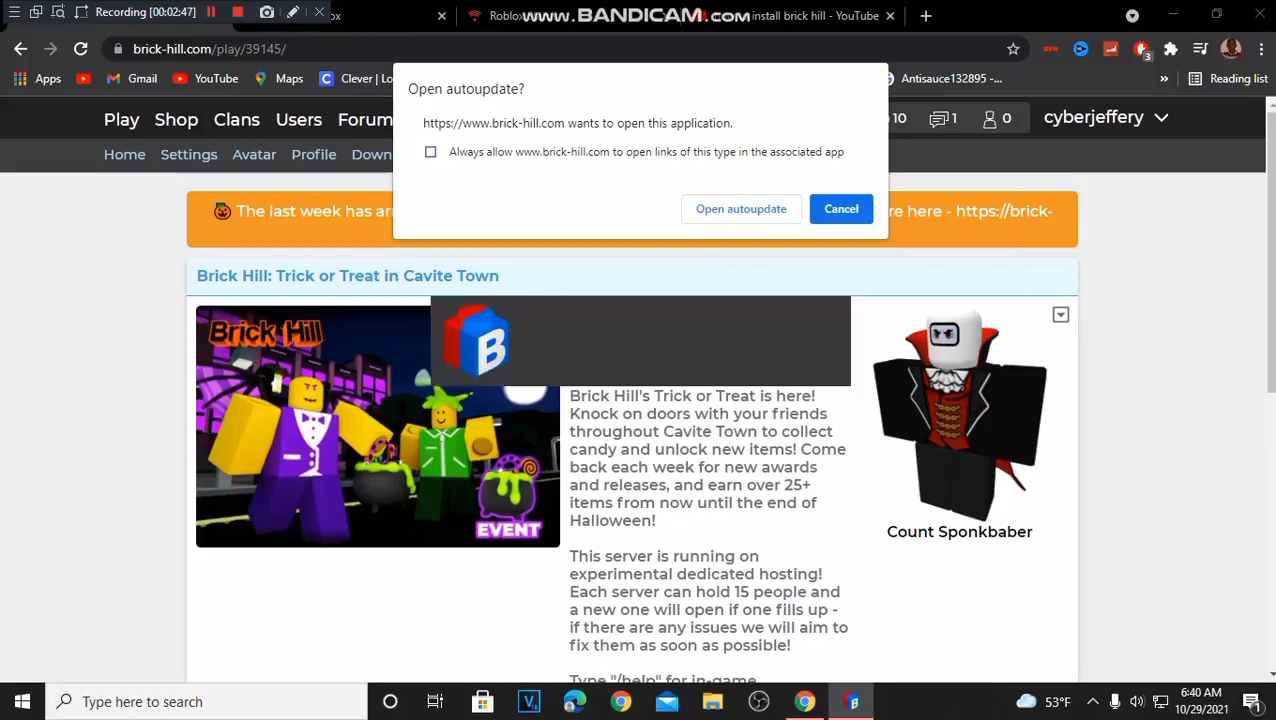 Recording [00:02:47]
ox
Roblox
www.BANDICAM.com
install brick hill - YouTube
brick-hill.com/play/39145/
3
Apps
Gmail
YouTube
Maps
Clever | Lo
Antisauce132895 -...
»
Reading list
Open autoupdate?
https://www.brick-hill.com wants to open this application.
Always allow www.brick-hill.com to open links of this type in the associated app
Open autoupdate
Cancel
Play
Shop
Clans
Users
Forum
10
1
0
cyberjeffery
Home
Settings
Avatar
Profile
Down
The last week has ar
re here - https://brick-
Brick Hill: Trick or Treat in Cavite Town
Brick Hill
EVENT
B
Brick Hill's Trick or Treat is here!
Knock on doors with your friends
throughout Cavite Town to collect
candy and unlock new items! Come
back each week for new awards
and releases, and earn over 25+
items from now until the end of
Halloween!
This server is running on
experimental dedicated hosting!
Each server can hold 15 people and
a new one will open if one fills up -
if there are any issues we will aim to
fix them as soon as possible!
Type "/help" for in-game
Count Sponkbaber
Type here to search
53°F
6:40 AM
10/29/2021
1